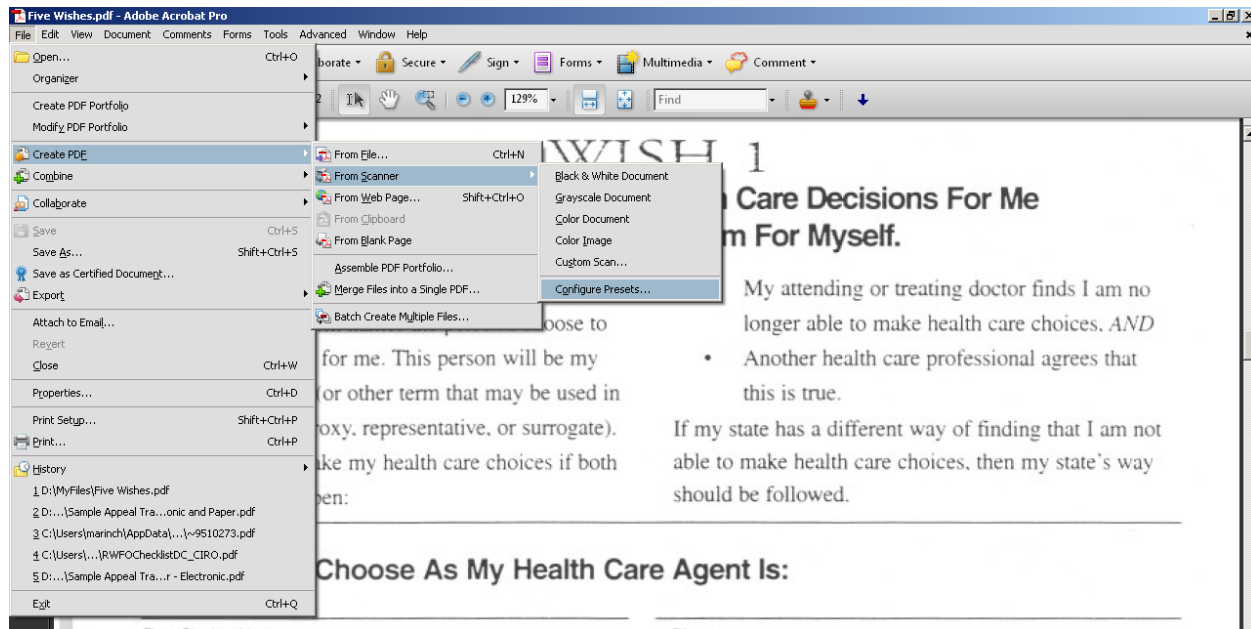 Five Wishes.pdf - Adobe Acrobat Pro
File Edit View Document Comments Forms Tools Advanced Window Help
borate Secure Sign Forms Multimedia Comment
129% Find
Open... Ctrl+O
Organizer
Create PDF Portfolio
Modify PDF Portfolio
Create PDF
Combine
Collaborate
Save Ctrl+S
Save As... Shift+Ctrl+S
Save as Certified Document...
Export
Attach to Email...
Revert
Close Ctrl+W
Properties... Ctrl+D
Print Setup... Shift+Ctrl+P
Print... Ctrl+P
History
1 D:\MyFiles\Five Wishes.pdf
2 D:...\Sample Appeal Tra...onic and Paper.pdf
3 C:\Users\marinch\AppData\...\~9510273.pdf
4 C:\Users\...\RWFOChecklistDC_CIRO.pdf
5 D:...\Sample Appeal Tra...r - Electronic.pdf
Exit Ctrl+Q
From File... Ctrl+N
From Scanner
From Web Page... Shift+Ctrl+O
From Clipboard
From Blank Page
Assemble PDF Portfolio...
Merge Files into a Single PDF...
Batch Create Multiple Files...
Black & White Document
Grayscale Document
Color Document
Color Image
Custom Scan...
Configure Presets...
WISH 1
Care Decisions For Me
m For Myself.
oose to
for me. This person will be my
(or other term that may be used in
oxy, representative, or surrogate).
ake my health care choices if both
pen:
My attending or treating doctor finds I am no
longer able to make health care choices, AND
• Another health care professional agrees that
this is true.
If my state has a different way of finding that I am not
able to make health care choices, then my state's way
should be followed.
Choose As My Health Care Agent Is: